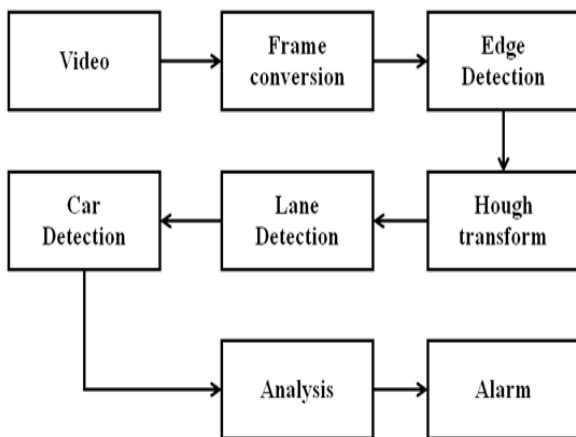 Video
Frame
conversion
Edge
Detection
Car
Detection
Lane
Detection
Hough
transform
Analysis
Alarm